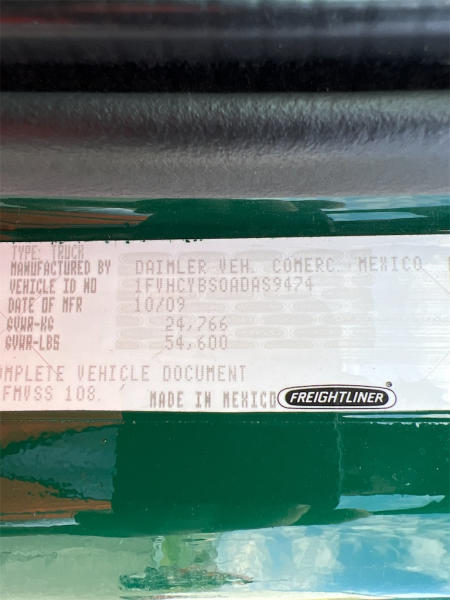 TYPE: TRUCK
MANUFACTURED BY DAIMLER VEH. COMERC. MEXICO
VEHICLE ID NO 1FVHCYBS0ADAS9474
DATE OF MFR 10/09
GVWR-KG 24,766
GVWR-LBS 54,600
OMPLETE VEHICLE DOCUMENT
FMVSS 108.
MADE IN MEXICO FREIGHTLINER ®